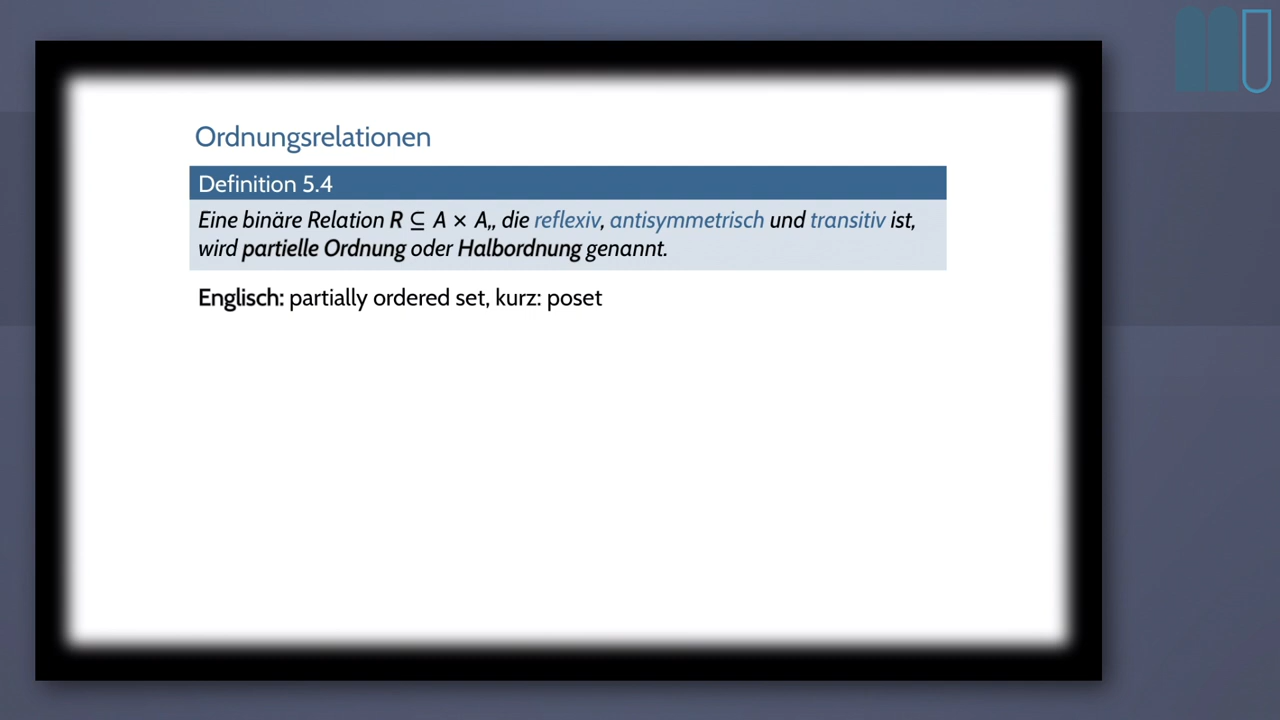 Ordnungsrelationen
Definition 5.4
Eine binäre Relation R ⊆ A × A,, die reflexiv, antisymmetrisch und transitiv ist,
wird partielle Ordnung oder Halbordnung genannt.
Englisch: partially ordered set, kurz: poset